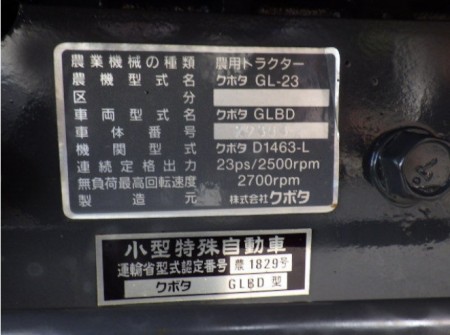 農業機械の種類 農用トラクター
農機型式名 クボタ GL-23
区分
車両型式名 クボタ GLBD
車体番号
機関型式名 クボタ D1463-L
連続定格出力 23ps/2500rpm
無負荷最高回転速度 2700rpm
製造元 株式会社クボタ
小型特殊自動車
運輸省型式認定番号 農1829号
クボタ GLBD型